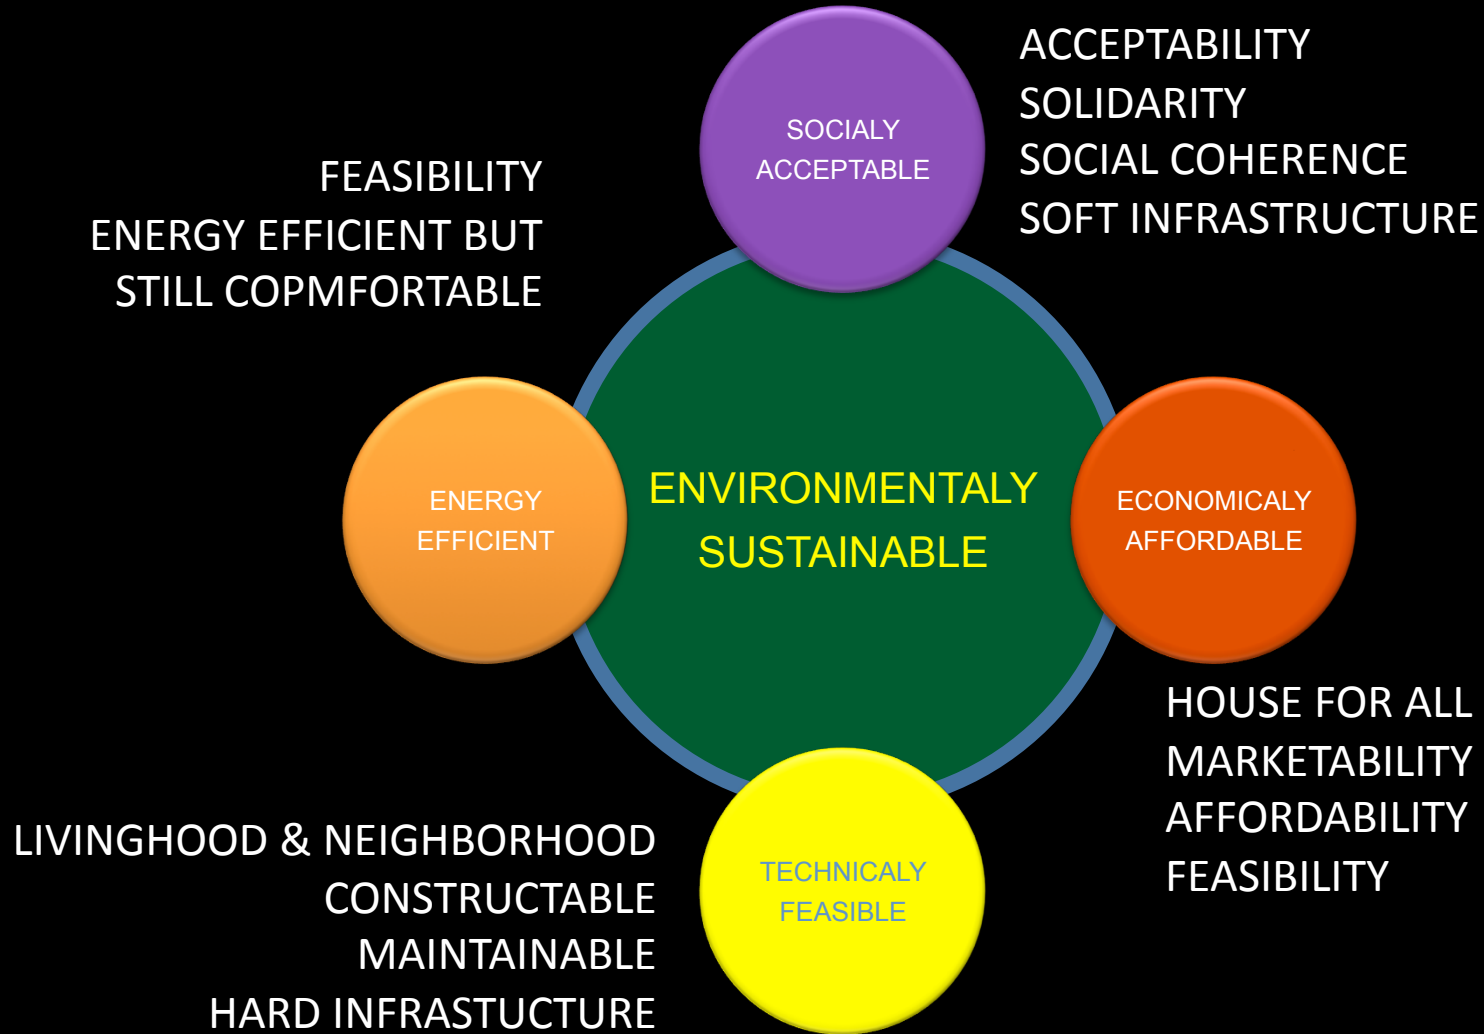 SOCIALY
ACCEPTABLE
ACCEPTABILITY
SOLIDARITY
SOCIAL COHERENCE
SOFT INFRASTRUCTURE
FEASIBILITY
ENERGY EFFICIENT BUT
STILL COPMFORTABLE
ENERGY
EFFICIENT
ENVIRONMENTALY
SUSTAINABLE
ECONOMICALY
AFFORDABLE
HOUSE FOR ALL
MARKETABILITY
AFFORDABILITY
FEASIBILITY
LIVINGHOOD & NEIGHBORHOOD
CONSTRUCTABLE
MAINTAINABLE
HARD INFRASTUCTURE
TECHNICALY
FEASIBLE